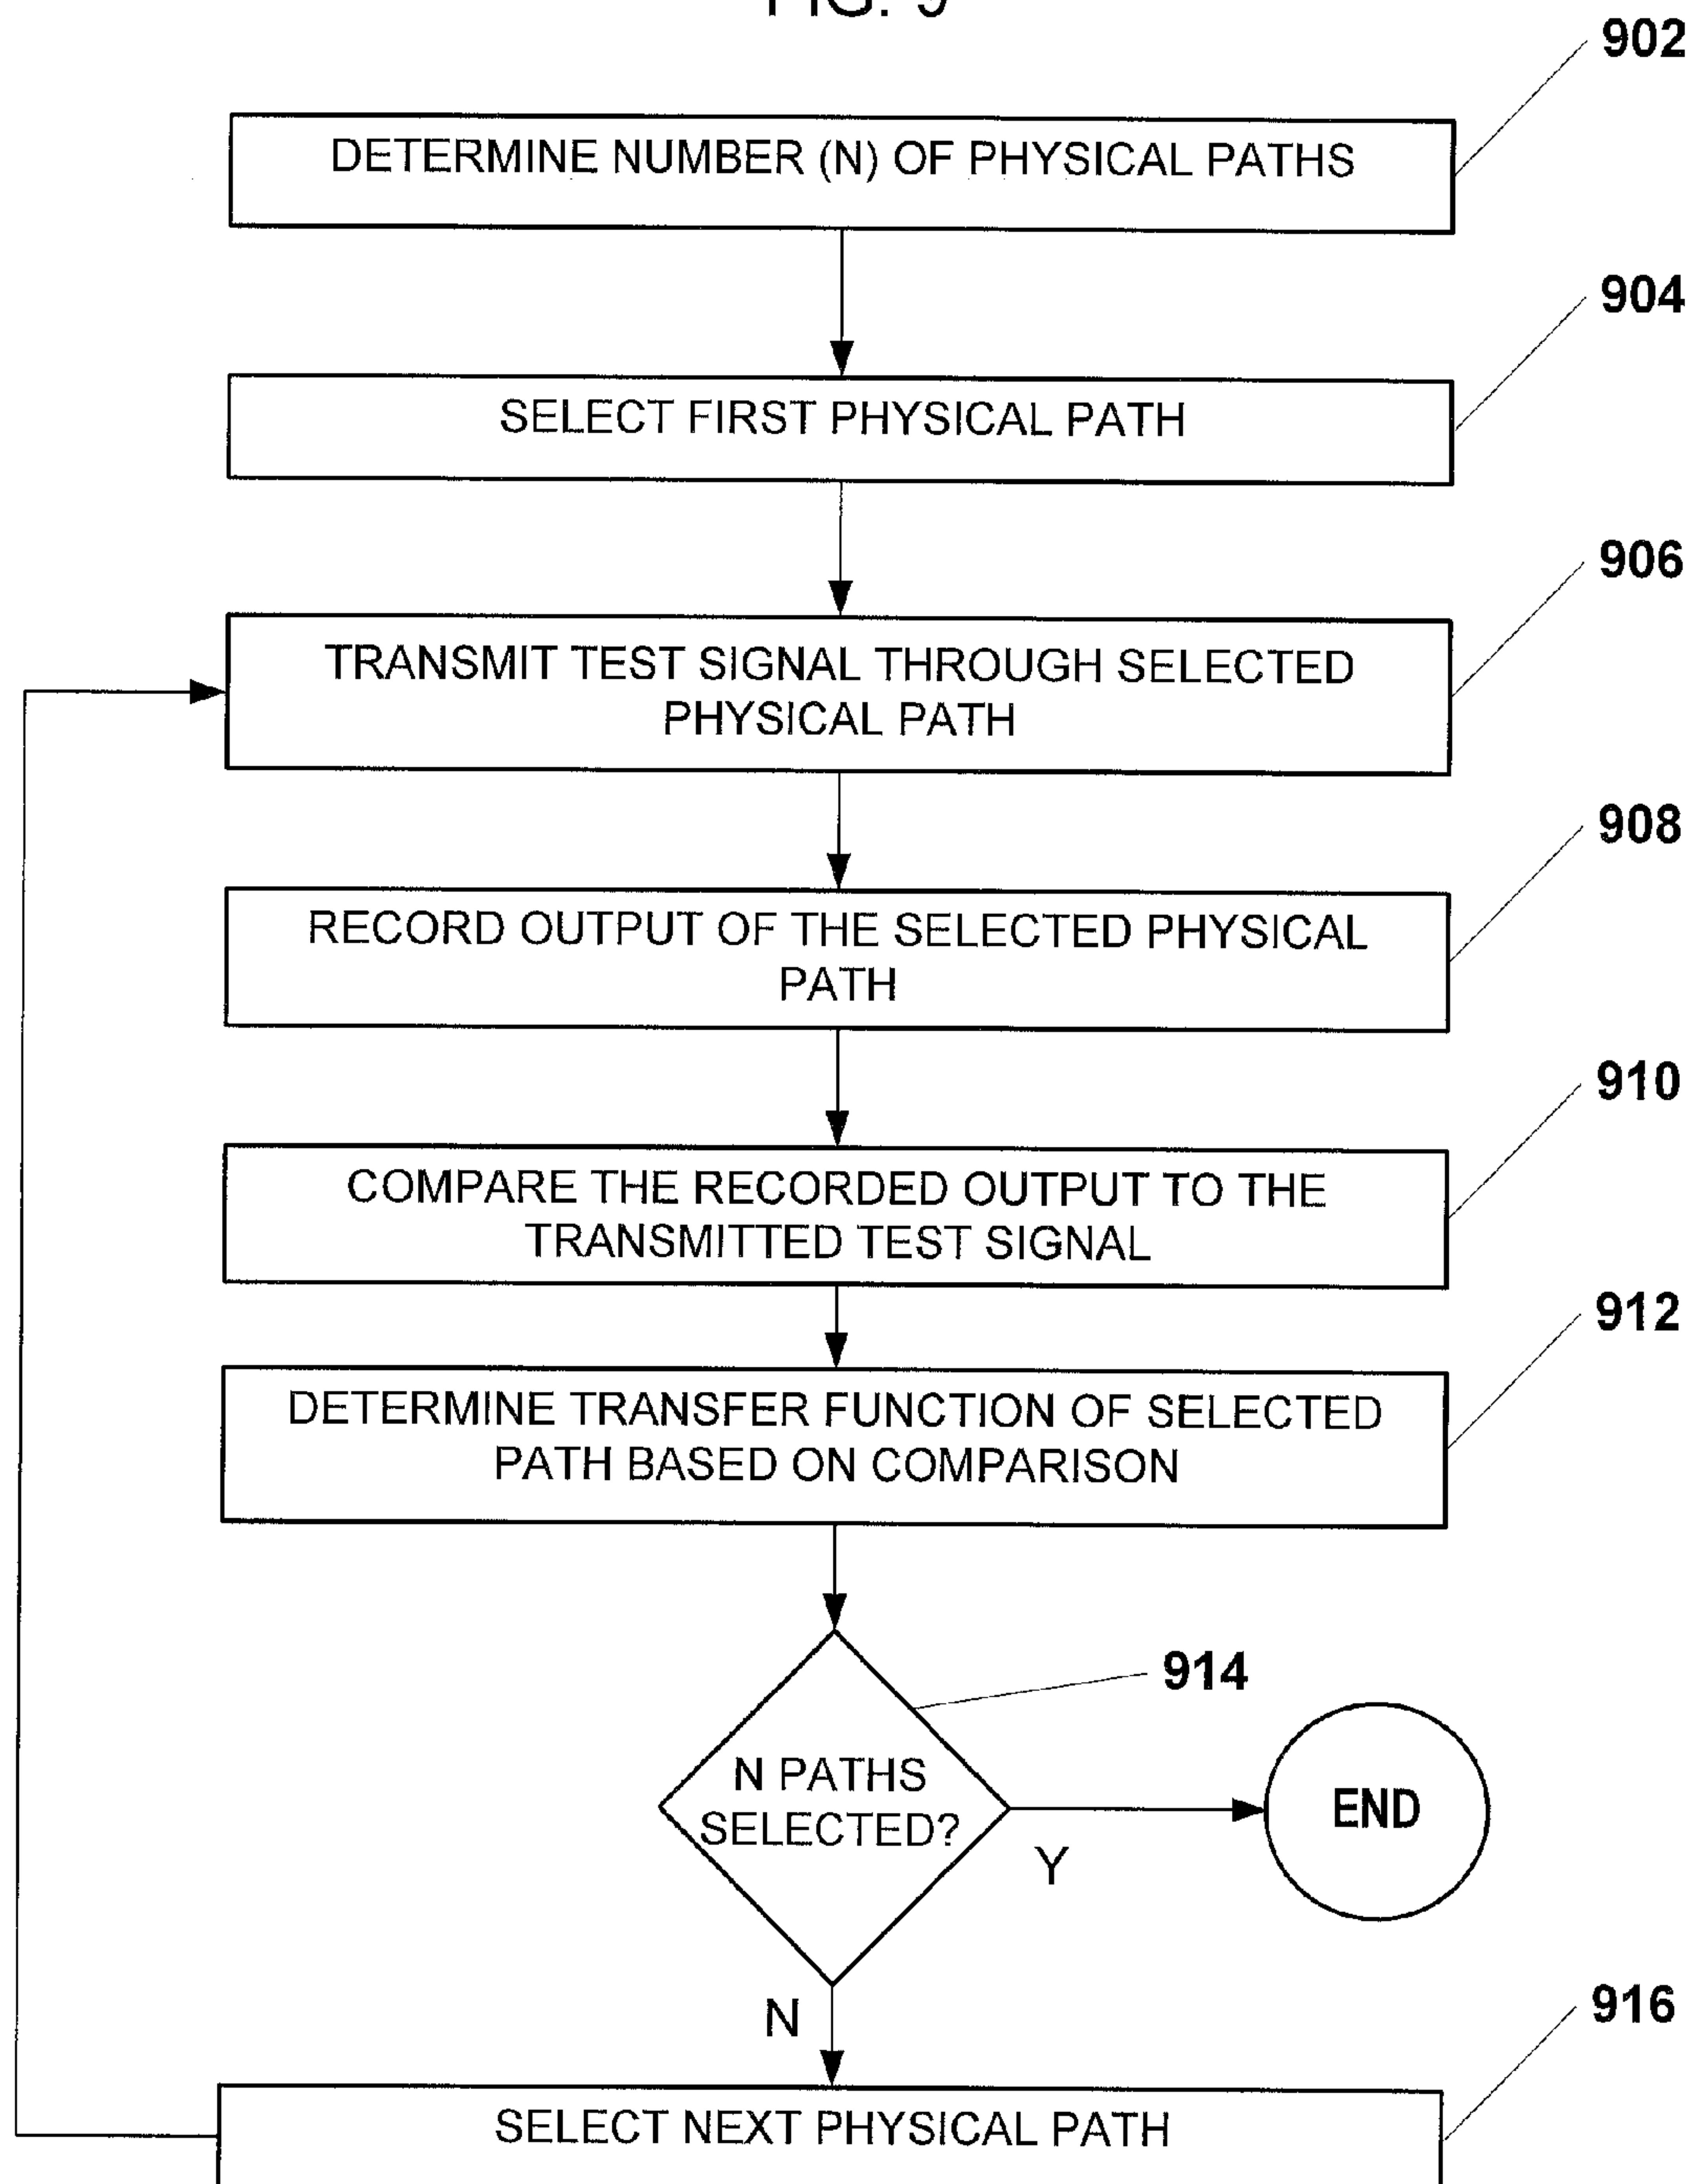 FIG. 9
902
DETERMINE NUMBER (N) OF PHYSICAL PATHS
904
SELECT FIRST PHYSICAL PATH
906
TRANSMIT TEST SIGNAL THROUGH SELECTED
PHYSICAL PATH
908
RECORD OUTPUT OF THE SELECTED PHYSICAL
PATH
910
COMPARE THE RECORDED OUTPUT TO THE
TRANSMITTED TEST SIGNAL
912
DETERMINE TRANSFER FUNCTION OF SELECTED
PATH BASED ON COMPARISON
914
N PATHS
SELECTED?
END
Y
N
916
SELECT NEXT PHYSICAL PATH